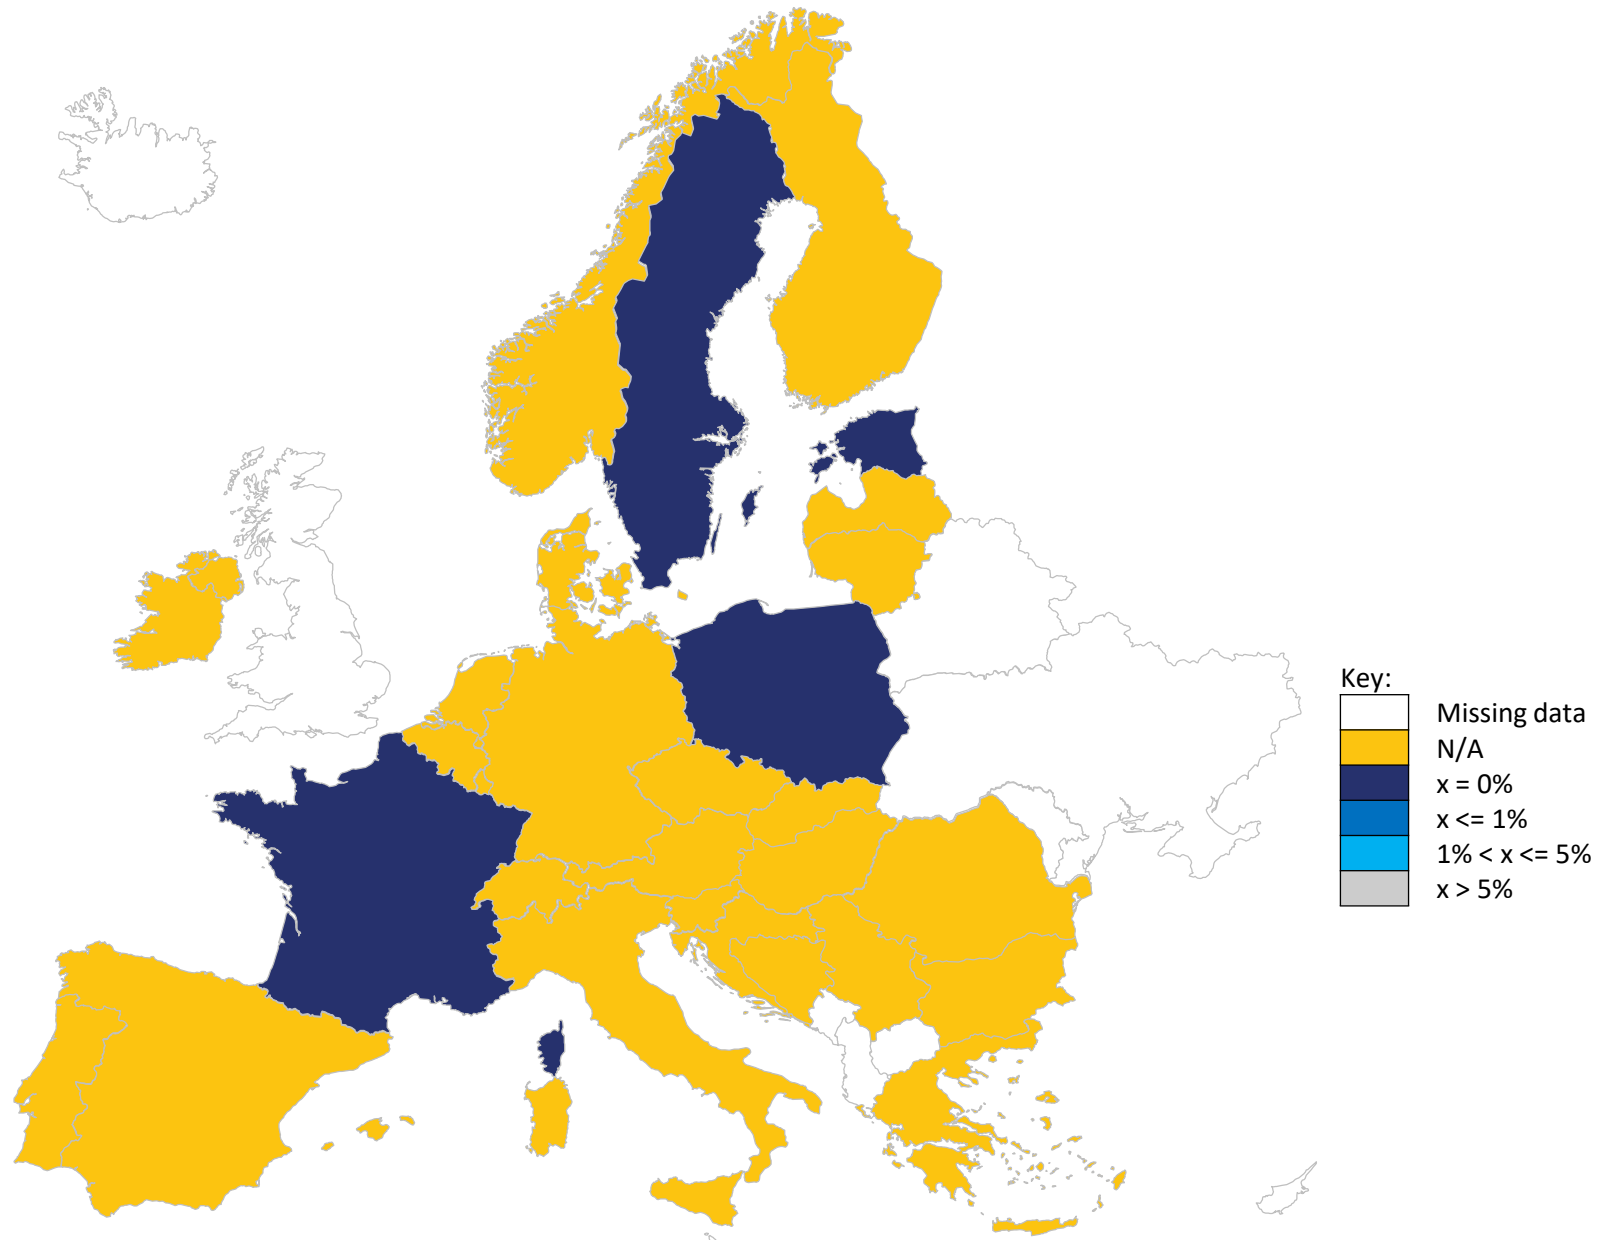 Key:
Missing data
N/A
x = 0%
x <= 1%
1% < x <= 5%
x > 5%